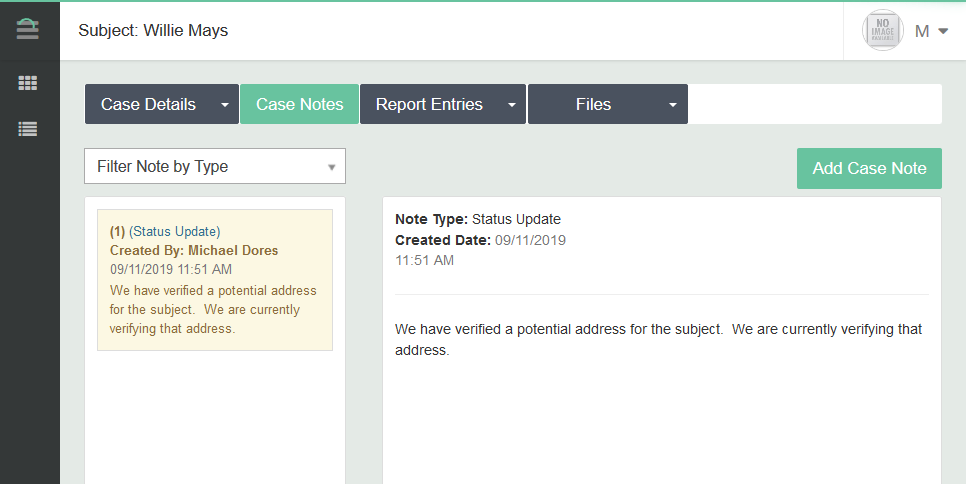 Subject: Willie Mays
NO
IMAGE
AVAILABLE
M
Case Details
Case Notes
Report Entries
Files
Filter Note by Type
Add Case Note
(1) (Status Update)
Created By: Michael Dores
09/11/2019 11:51 AM
We have verified a potential address
for the subject.  We are currently
verifying that address.
Note Type: Status Update
Created Date: 09/11/2019
11:51 AM
We have verified a potential address for the subject.  We are currently verifying that
address.